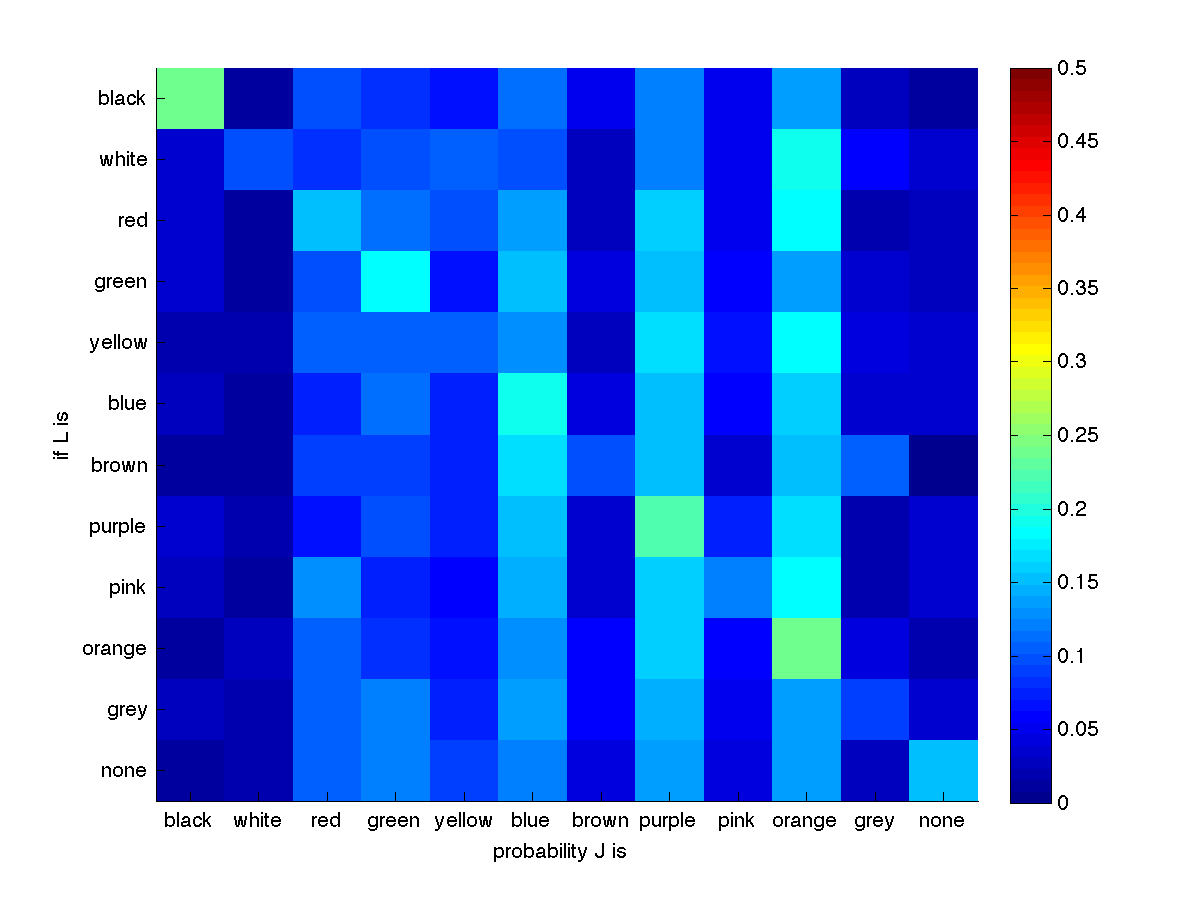 black
white
red
green
yellow
blue
brown
purple
pink
orange
grey
none
if L is
black white red green yellow blue brown purple pink orange grey none
probability J is
0.5
0.45
0.4
0.35
0.3
0.25
0.2
0.15
0.1
0.05
0